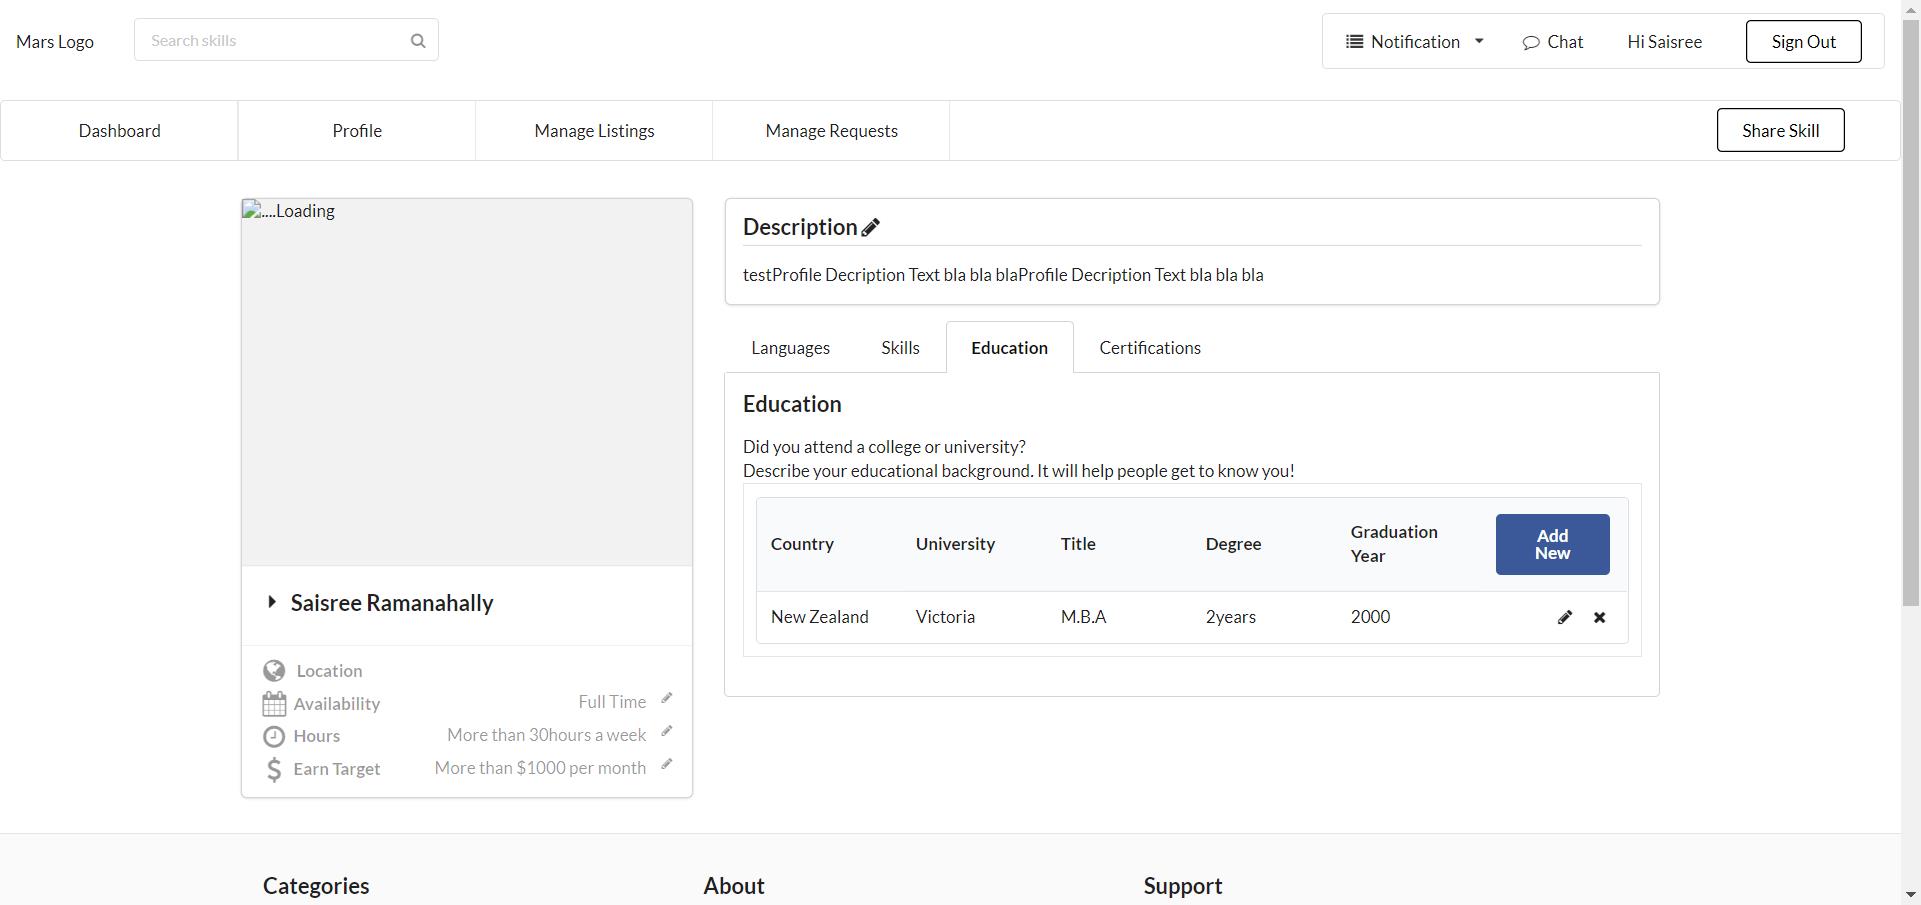 Mars Logo
Search skills
Notification
Chat
Hi Saisree
Sign Out
Dashboard
Profile
Manage Listings
Manage Requests
Share Skill
....Loading
Saisree Ramanahally
Location
Availability
Full Time
Hours
More than 30hours a week
Earn Target
More than $1000 per month
Description
testProfile Decription Text bla bla blaProfile Decription Text bla bla bla
Languages
Skills
Education
Certifications
Education
Did you attend a college or university?
Describe your educational background. It will help people get to know you!
Country
University
Title
Degree
Graduation
Year
Add
New
New Zealand
Victoria
M.B.A
2years
2000
Categories
About
Support